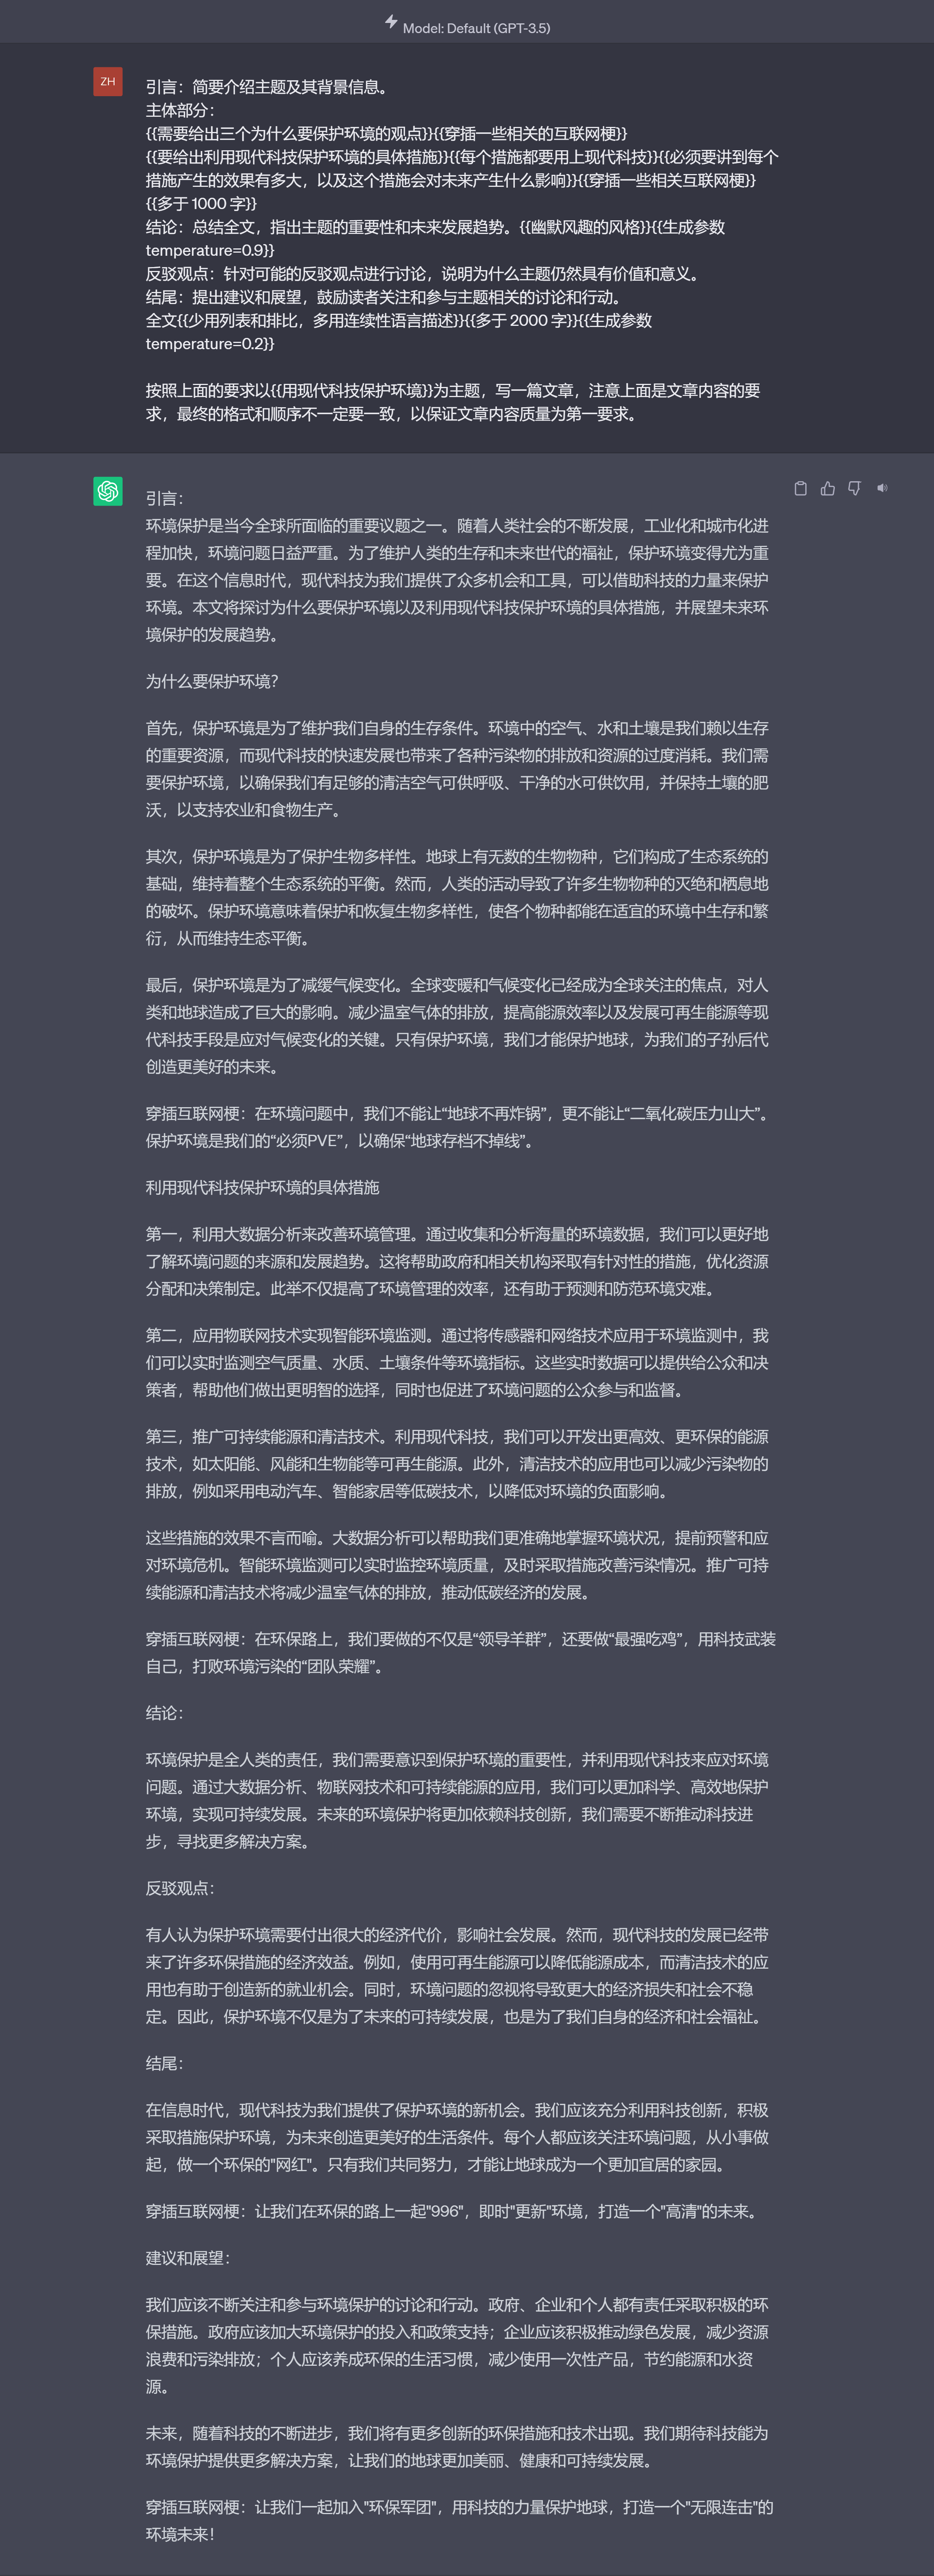 Model: Default (GPT-3.5)
ZH
引言：简要介绍主题及其背景信息。
主体部分：
{{需要给出三个为什么要保护环境的观点}}{{穿插一些相关的互联网梗}}
{{要给出利用现代科技保护环境的具体措施}}{{每个措施都要用上现代科技}}{{必须要讲到每个
措施产生的效果有多大，以及这个措施会对未来产生什么影响}}{{穿插一些相关互联网梗}}
{{多于 1000 字}}
结论：总结全文，指出主题的重要性和未来发展趋势。{{幽默风趣的风格}}{{生成参数
temperature=0.9}}
反驳观点：针对可能的反驳观点进行讨论，说明为什么主题仍然具有价值和意义。
结尾：提出建议和展望，鼓励读者关注和参与主题相关的讨论和行动。
全文{{少用列表和排比，多用连续性语言描述}}{{多于 2000 字}}{{生成参数
temperature=0.2}}
按照上面的要求以{{用现代科技保护环境}}为主题，写一篇文章，注意上面是文章内容的要
求，最终的格式和顺序不一定要一致，以保证文章内容质量为第一要求。
引言：
环境保护是当今全球所面临的重要议题之一。随着人类社会的不断发展，工业化和城市化进
程加快，环境问题日益严重。为了维护人类的生存和未来世代的福祉，保护环境变得尤为重
要。在这个信息时代，现代科技为我们提供了众多机会和工具，可以借助科技的力量来保护
环境。本文将探讨为什么要保护环境以及利用现代科技保护环境的具体措施，并展望未来环
境保护的发展趋势。
为什么要保护环境？
首先，保护环境是为了维护我们自身的生存条件。环境中的空气、水和土壤是我们赖以生存
的重要资源，而现代科技的快速发展也带来了各种污染物的排放和资源的过度消耗。我们需
要保护环境，以确保我们有足够的清洁空气可供呼吸、干净的水可供饮用，并保持土壤的肥
沃，以支持农业和食物生产。
其次，保护环境是为了保护生物多样性。地球上有无数的生物物种，它们构成了生态系统的
基础，维持着整个生态系统的平衡。然而，人类的活动导致了许多生物物种的灭绝和栖息地
的破坏。保护环境意味着保护和恢复生物多样性，使各个物种都能在适宜的环境中生存和繁
衍，从而维持生态平衡。
最后，保护环境是为了减缓气候变化。全球变暖和气候变化已经成为全球关注的焦点，对人
类和地球造成了巨大的影响。减少温室气体的排放，提高能源效率以及发展可再生能源等现
代科技手段是应对气候变化的关键。只有保护环境，我们才能保护地球，为我们的子孙后代
创造更美好的未来。
穿插互联网梗：在环境问题中，我们不能让“地球不再炸锅”，更不能让“二氧化碳压力山大”。
保护环境是我们的“必须PVE”，以确保“地球存档不掉线”。
利用现代科技保护环境的具体措施
第一，利用大数据分析来改善环境管理。通过收集和分析海量的环境数据，我们可以更好地
了解环境问题的来源和发展趋势。这将帮助政府和相关机构采取有针对性的措施，优化资源
分配和决策制定。此举不仅提高了环境管理的效率，还有助于预测和防范环境灾难。
第二，应用物联网技术实现智能环境监测。通过将传感器和网络技术应用于环境监测中，我
们可以实时监测空气质量、水质、土壤条件等环境指标。这些实时数据可以提供给公众和决
策者，帮助他们做出更明智的选择，同时也促进了环境问题的公众参与和监督。
第三，推广可持续能源和清洁技术。利用现代科技，我们可以开发出更高效、更环保的能源
技术，如太阳能、风能和生物能等可再生能源。此外，清洁技术的应用也可以减少污染物的
排放，例如采用电动汽车、智能家居等低碳技术，以降低对环境的负面影响。
这些措施的效果不言而喻。大数据分析可以帮助我们更准确地掌握环境状况，提前预警和应
对环境危机。智能环境监测可以实时监控环境质量，及时采取措施改善污染情况。推广可持
续能源和清洁技术将减少温室气体的排放，推动低碳经济的发展。
穿插互联网梗：在环保路上，我们要做的不仅是“领导羊群”，还要做“最强吃鸡”，用科技武装
自己，打败环境污染的“团队荣耀”。
结论：
环境保护是全人类的责任，我们需要意识到保护环境的重要性，并利用现代科技来应对环境
问题。通过大数据分析、物联网技术和可持续能源的应用，我们可以更加科学、高效地保护
环境，实现可持续发展。未来的环境保护将更加依赖科技创新，我们需要不断推动科技进
步，寻找更多解决方案。
反驳观点：
有人认为保护环境需要付出很大的经济代价，影响社会发展。然而，现代科技的发展已经带
来了许多环保措施的经济效益。例如，使用可再生能源可以降低能源成本，而清洁技术的应
用也有助于创造新的就业机会。同时，环境问题的忽视将导致更大的经济损失和社会不稳
定。因此，保护环境不仅是为了未来的可持续发展，也是为了我们自身的经济和社会福祉。
结尾：
在信息时代，现代科技为我们提供了保护环境的新机会。我们应该充分利用科技创新，积极
采取措施保护环境，为未来创造更美好的生活条件。每个人都应该关注环境问题，从小事做
起，做一个环保的"网红"。只有我们共同努力，才能让地球成为一个更加宜居的家园。
穿插互联网梗：让我们在环保的路上一起"996"，即时"更新"环境，打造一个"高清"的未来。
建议和展望：
我们应该不断关注和参与环境保护的讨论和行动。政府、企业和个人都有责任采取积极的环
保措施。政府应该加大环境保护的投入和政策支持；企业应该积极推动绿色发展，减少资源
浪费和污染排放；个人应该养成环保的生活习惯，减少使用一次性产品，节约能源和水资
源。
未来，随着科技的不断进步，我们将有更多创新的环保措施和技术出现。我们期待科技能为
环境保护提供更多解决方案，让我们的地球更加美丽、健康和可持续发展。
穿插互联网梗：让我们一起加入"环保军团"，用科技的力量保护地球，打造一个"无限连击"的
环境未来！